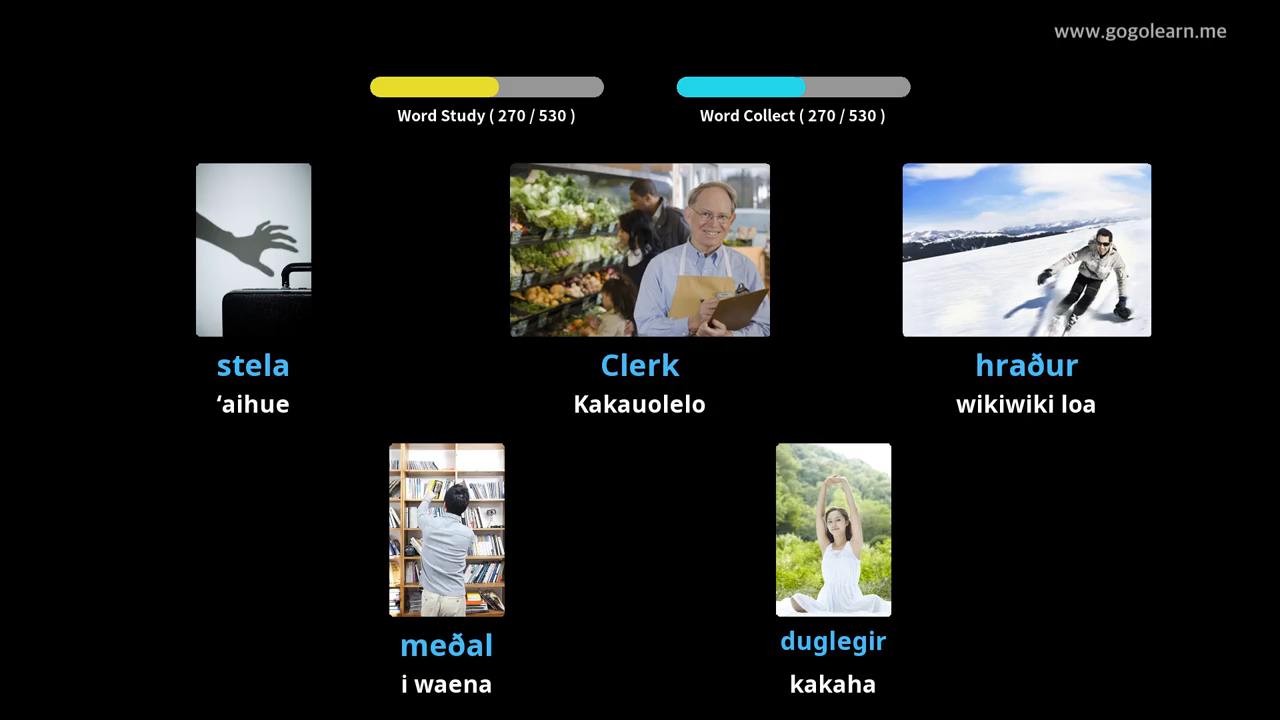 www.gogolearn.me
Word Study ( 270 / 530 )
Word Collect ( 270 / 530 )
stela
ʻaihue
Clerk
Kakauolelo
hraður
wikiwiki loa
meðal
i waena
duglegir
kakaha